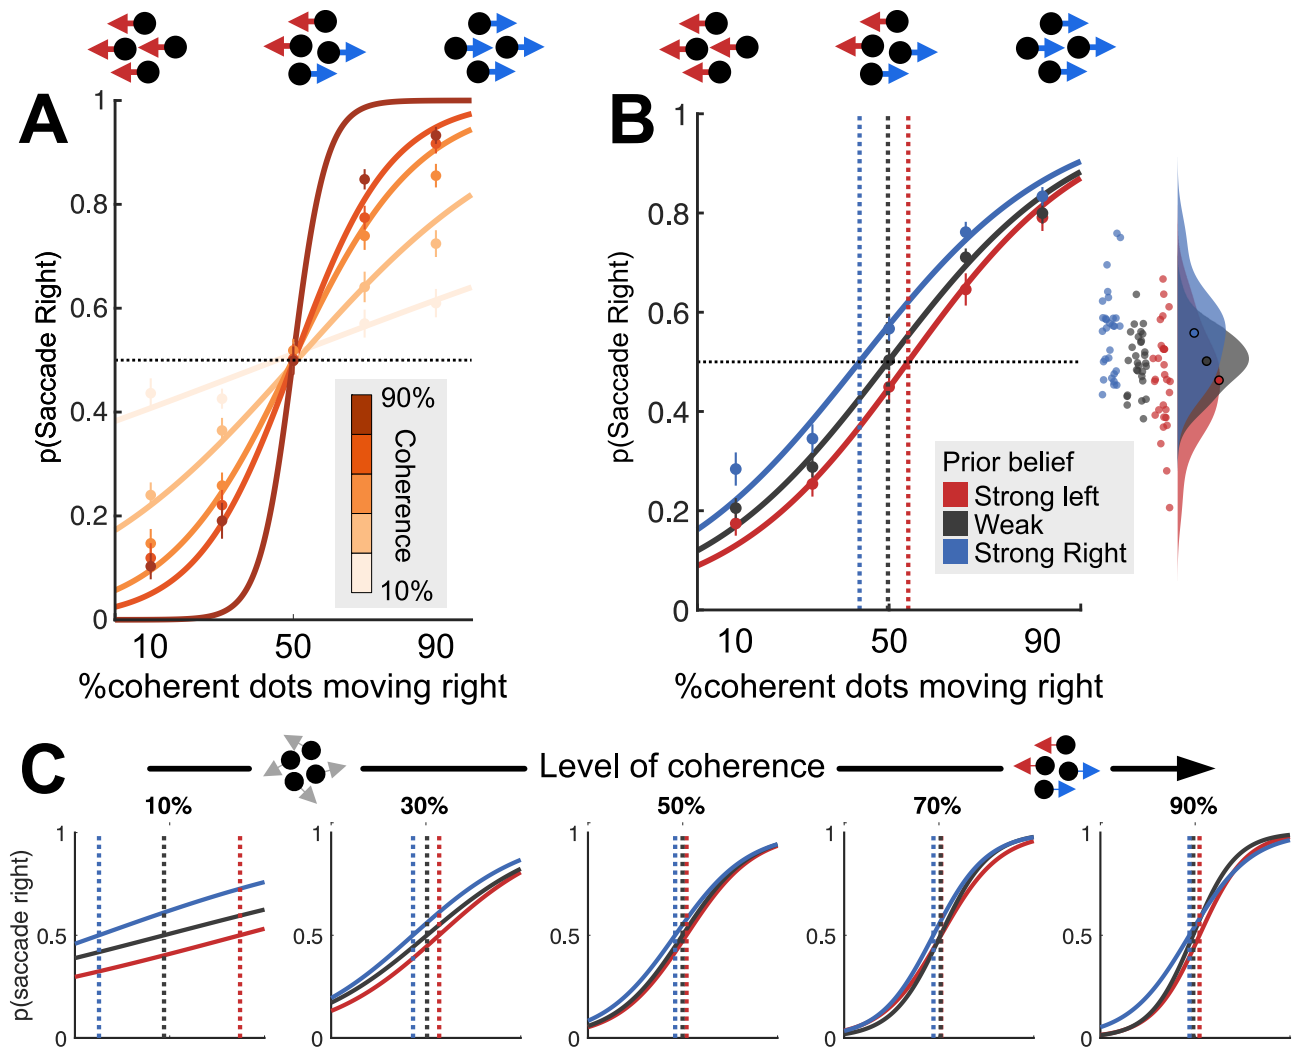 A
1
0.8
0.6
0.4
0.2
0
p(Saccade Right)
10
50
90
%coherent dots moving right
90%
Coherence
10%
B
1
0.8
0.6
0.4
0.2
0
p(Saccade Right)
10
50
90
%coherent dots moving right
Prior belief
Strong left
Weak
Strong Right
C
Level of coherence
10%
30%
50%
70%
90%
p(saccade right)
1
0.5
0
1
0.5
0
1
0.5
0
1
0.5
0
1
0.5
0